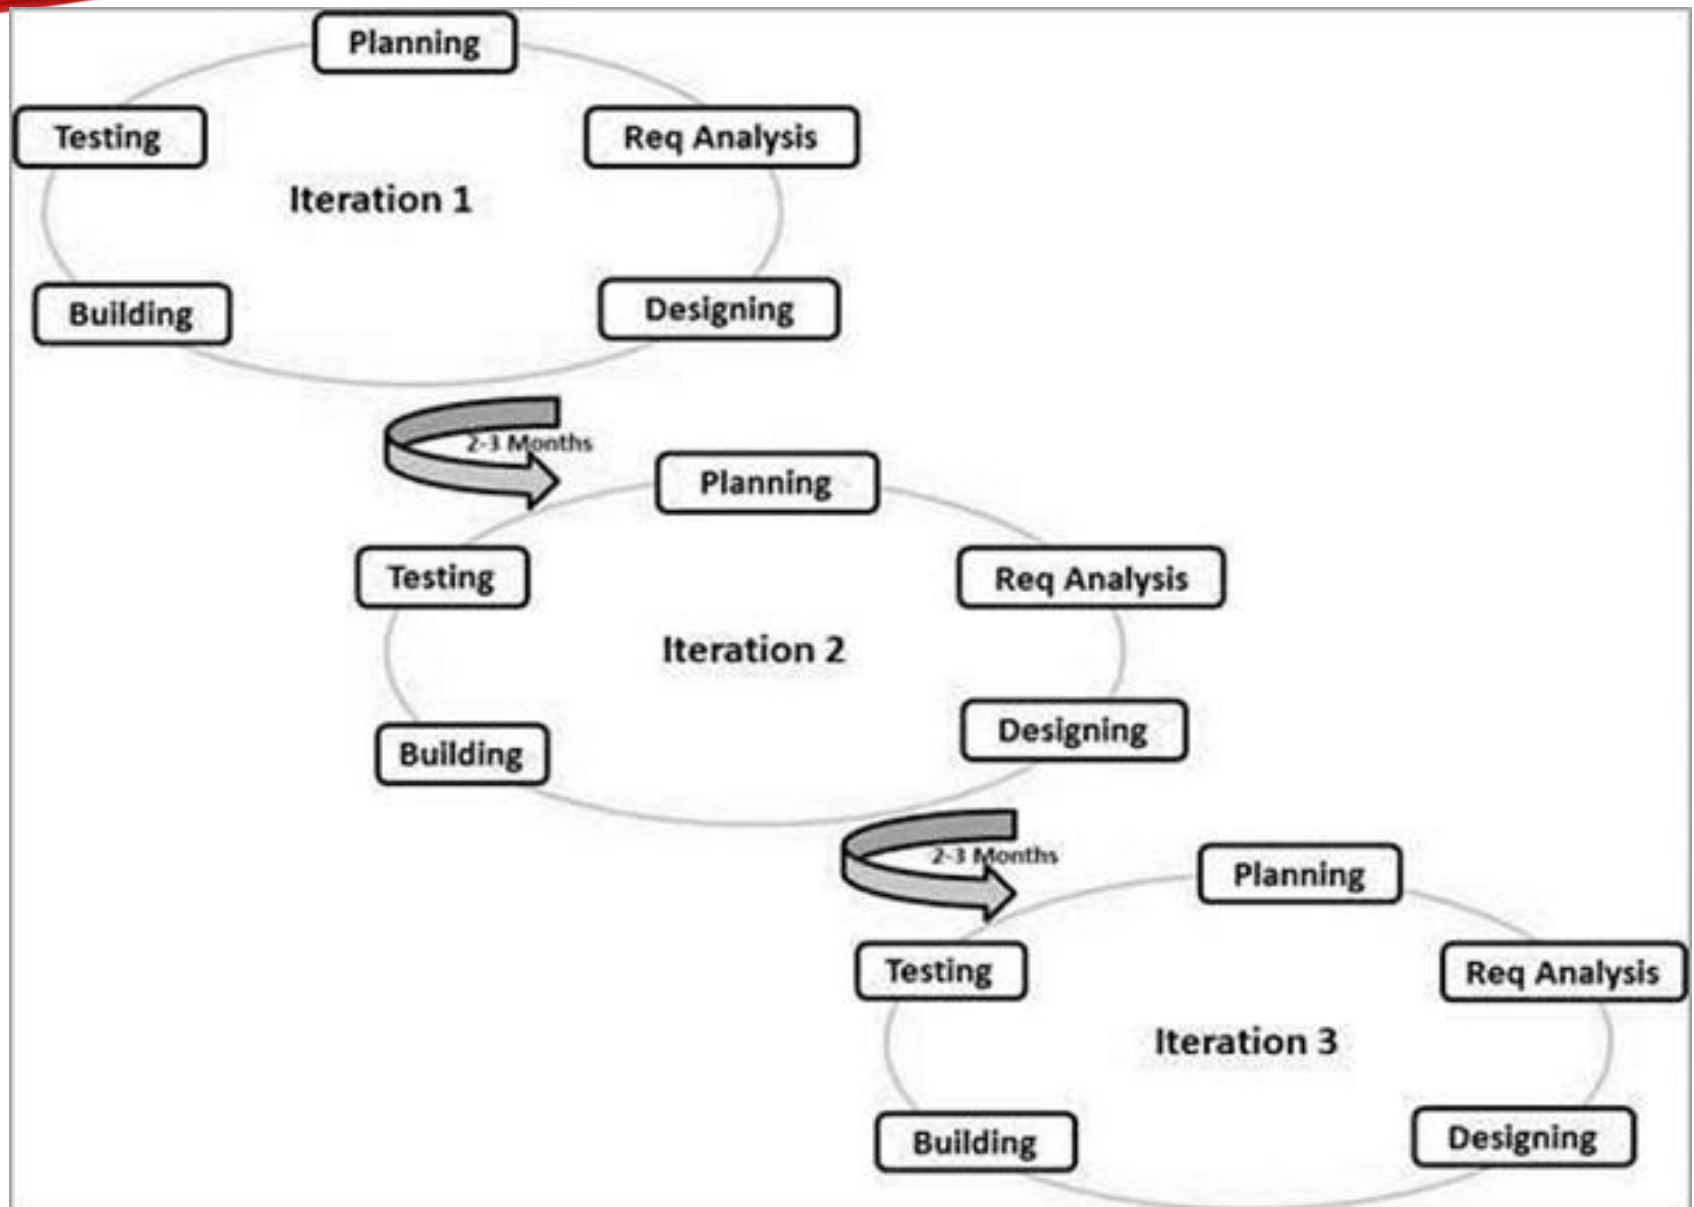 Planning
Testing
Req Analysis
Iteration 1
Building
Designing
2-3 Months
Planning
Testing
Req Analysis
Iteration 2
Designing
Building
2-3 Months
Planning
Testing
Req Analysis
Iteration 3
Building
Designing